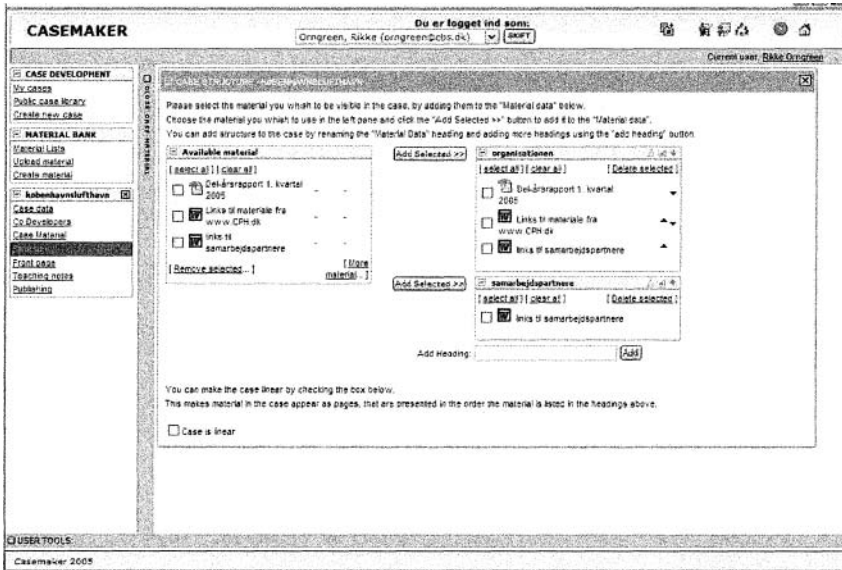 CASEMAKER
Du er logget ind som:
Orngreen, Rikke (orngreen@cbs.dk)
SKIFT
Current user: Rikke Orngreen
CASE DEVELOPMENT
My cases
Public case library
Create new case
MATERIAL BANK
Material Lists
Upload material
Create material
københavnslufthavn
Case data
Co Developers
Case Material
Front page
Teaching notes
Publishing
CLOSE CASE MATERIAL
CASE STRUCTURE - KØBENHAVNSLUFTHAVN
Please select the material you whish to be visible in the case, by adding them to the "Material data" below.
Choose the material you whish to use in the left pane and click the "Add Selected >>" button to add it to the "Material data".
You can add structure to the case by renaming the "Material Data" heading and adding more headings using the "add heading" button
Available material
[ select all ] [ clear all ]
Delårsrapport 1. kvartal
2005
Links til materiale fra
www.CPH.dk
links til
samarbejdspartnere
[ Remove selected... ]
[ More
material... ]
Add Selected >>
organisationen
[ select all ] [ clear all ] [ Delete selected ]
Delårsrapport 1. kvartal
2005
Links til materiale fra
www.CPH.dk
links til samarbejdspartnere
Add Selected >>
samarbejdspartnere
[ select all ] [ clear all ] [ Delete selected ]
links til samarbejdspartnere
Add Heading:
Add
You can make the case linear by checking the box below.
This makes material in the case appear as pages, that are presented in the order the material is listed in the headings above.
Case is linear
USER TOOLS:
Casemaker 2005